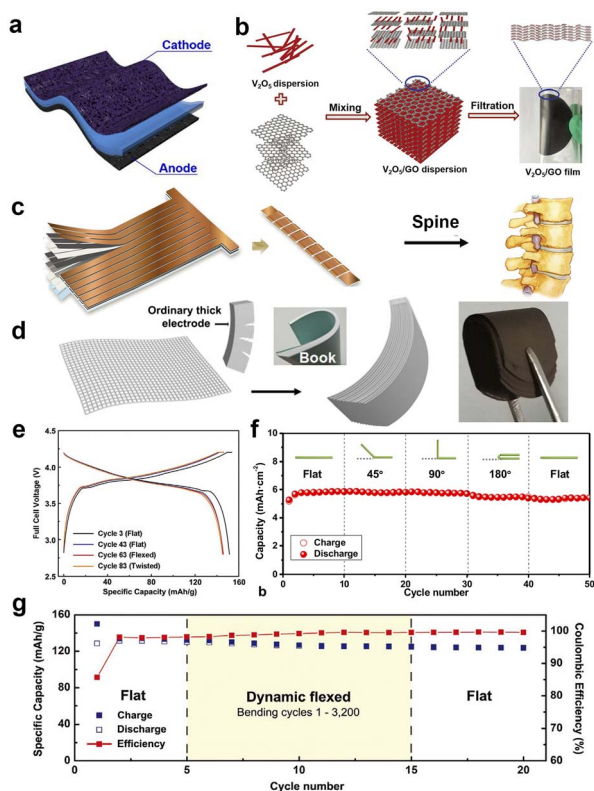 a
Cathode
Anode
b
V₂O₅ dispersion
Mixing
V₂O₅/GO dispersion
Filtration
V₂O₅/GO film
c
Spine
d
Ordinary thick
electrode
Book
e
Full Cell Voltage (V)
4.5
4.0
3.5
3.0
2.5
Cycle 3 (Flat)
Cycle 43 (Flat)
Cycle 63 (Flexed)
Cycle 83 (Twisted)
0 40 80 120 160
Specific Capacity (mAh/g)
f
Capacity (mAh·cm⁻²)
10
8
6
4
2
0
Flat 45° 90° 180° Flat
Charge
Discharge
0 10 20 30 40 50
Cycle number
b
g
Specific Capacity (mAh/g)
160
120
80
40
0
Flat
Dynamic flexed
Bending cycles 1 - 3,200
Flat
Charge
Discharge
Efficiency
100
95
90
85
80
70
60
Coulombic Efficiency (%)
0 5 10 15 20
Cycle number